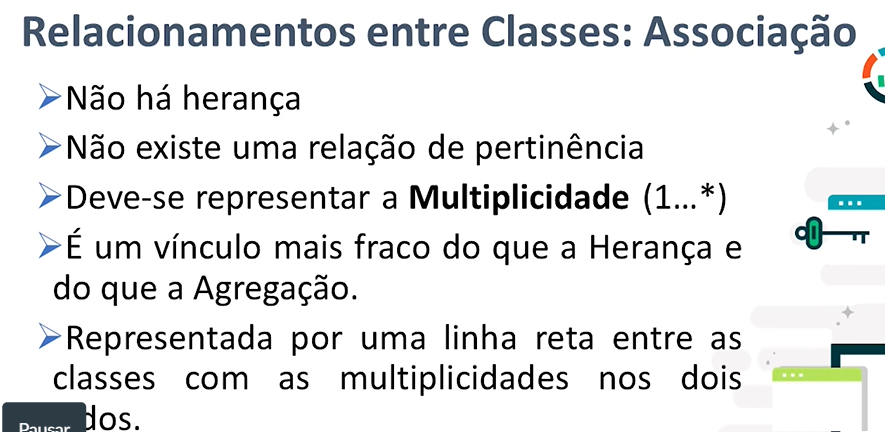 Relacionamentos entre Classes: Associação
Não há herança
Não existe uma relação de pertinência
Deve-se representar a Multiplicidade (1...*)
É um vínculo mais fraco do que a Herança e
do que a Agregação.
Representada por uma linha reta entre as
classes com as multiplicidades nos dois
dos.
Pausar